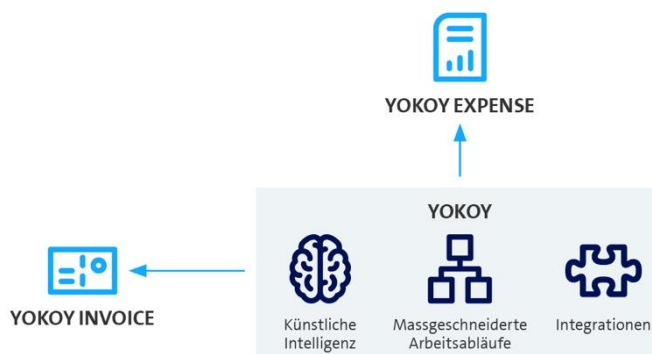 YOKOY EXPENSE
YOKOY
YOKOY INVOICE
Künstliche
Intelligenz
Massgeschneiderte
Arbeitsabläufe
Integrationen